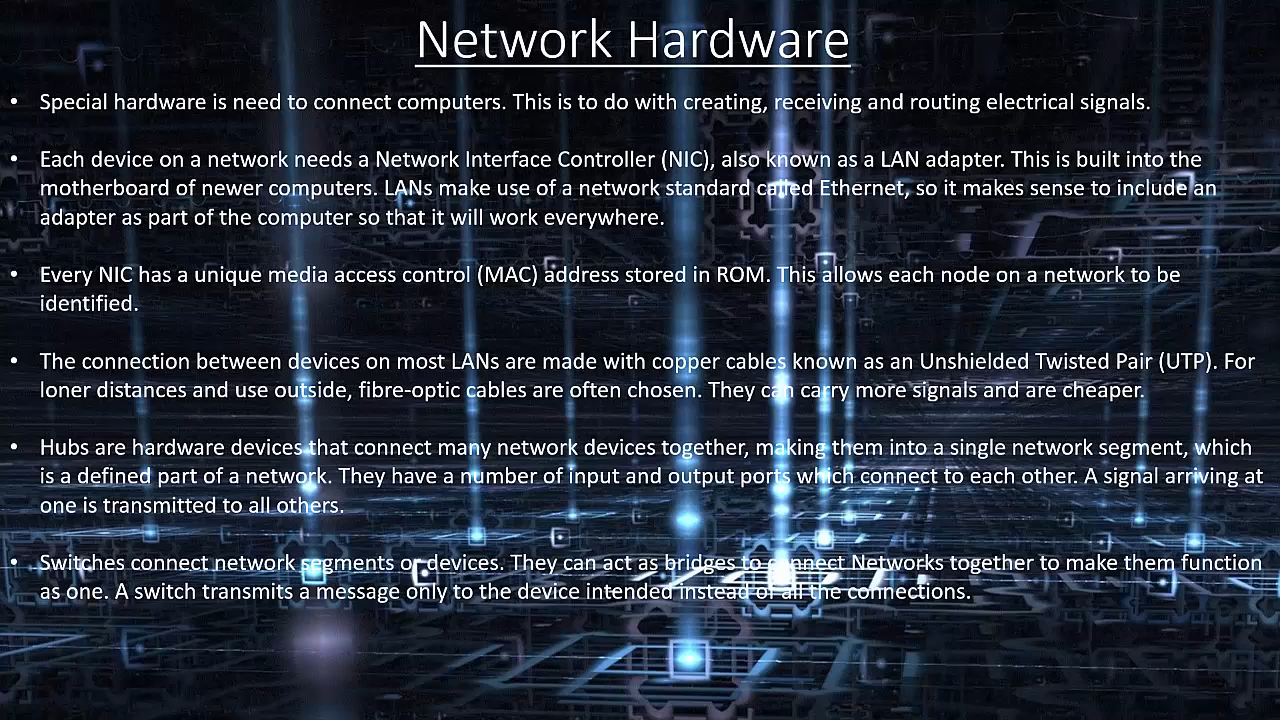 Network Hardware
• Special hardware is need to connect computers. This is to do with creating, receiving and routing electrical signals.
• Each device on a network needs a Network Interface Controller (NIC), also known as a LAN adapter. This is built into the
motherboard of newer computers. LANs make use of a network standard called Ethernet, so it makes sense to include an
adapter as part of the computer so that it will work everywhere.
• Every NIC has a unique media access control (MAC) address stored in ROM. This allows each node on a network to be
identified.
• The connection between devices on most LANs are made with copper cables known as an Unshielded Twisted Pair (UTP). For
loner distances and use outside, fibre-optic cables are often chosen. They can carry more signals and are cheaper.
• Hubs are hardware devices that connect many network devices together, making them into a single network segment, which
is a defined part of a network. They have a number of input and output ports which connect to each other. A signal arriving at
one is transmitted to all others.
• Switches connect network segments or devices. They can act as bridges to connect Networks together to make them function
as one. A switch transmits a message only to the device intended instead of all the connections.